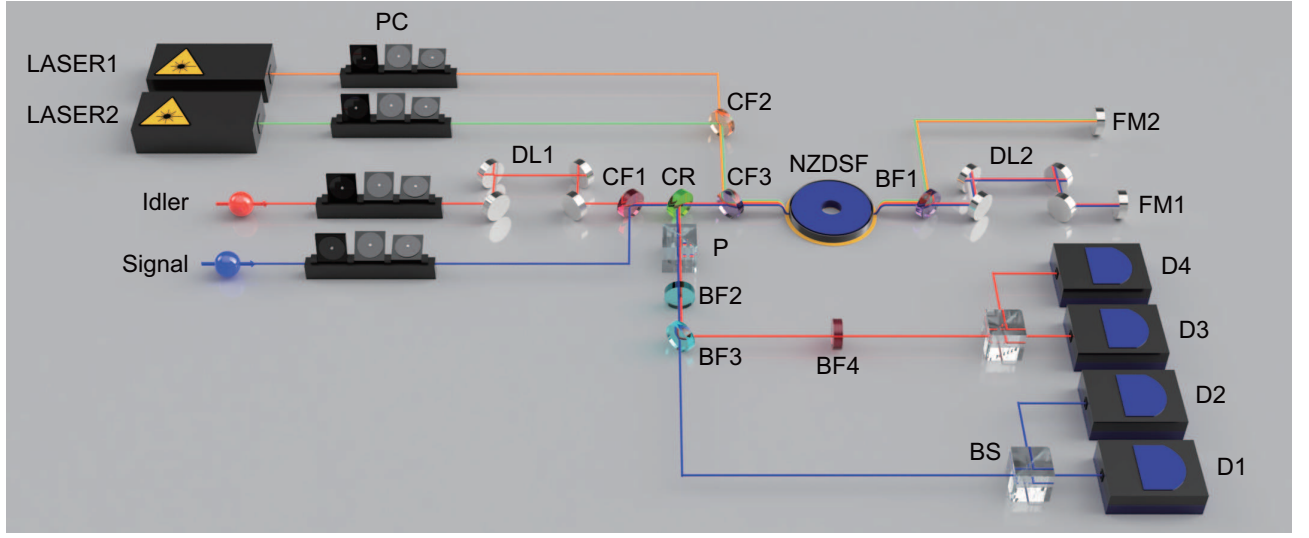 PC
LASER1
LASER2
CF2
FM2
DL1
CF1
CR
CF3
NZDSF
BF1
DL2
Idler
FM1
Signal
P
D4
BF2
BF3
BF4
D3
D2
BS
D1